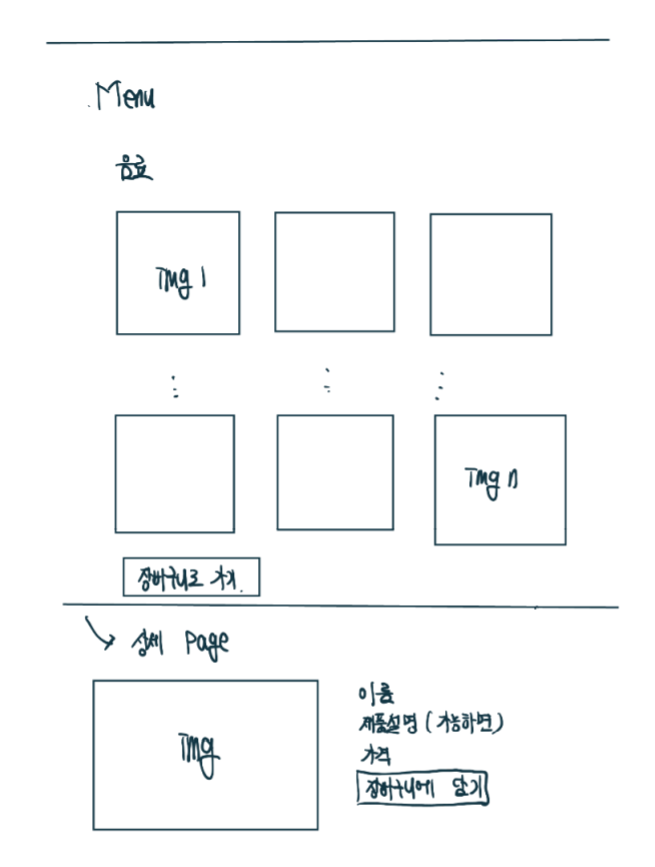 Menu
음료
Img 1
Img n
장바구니로 가기.
상세 Page
Img
이름
제품설명 (가능하면)
가격
장바구니에 담기